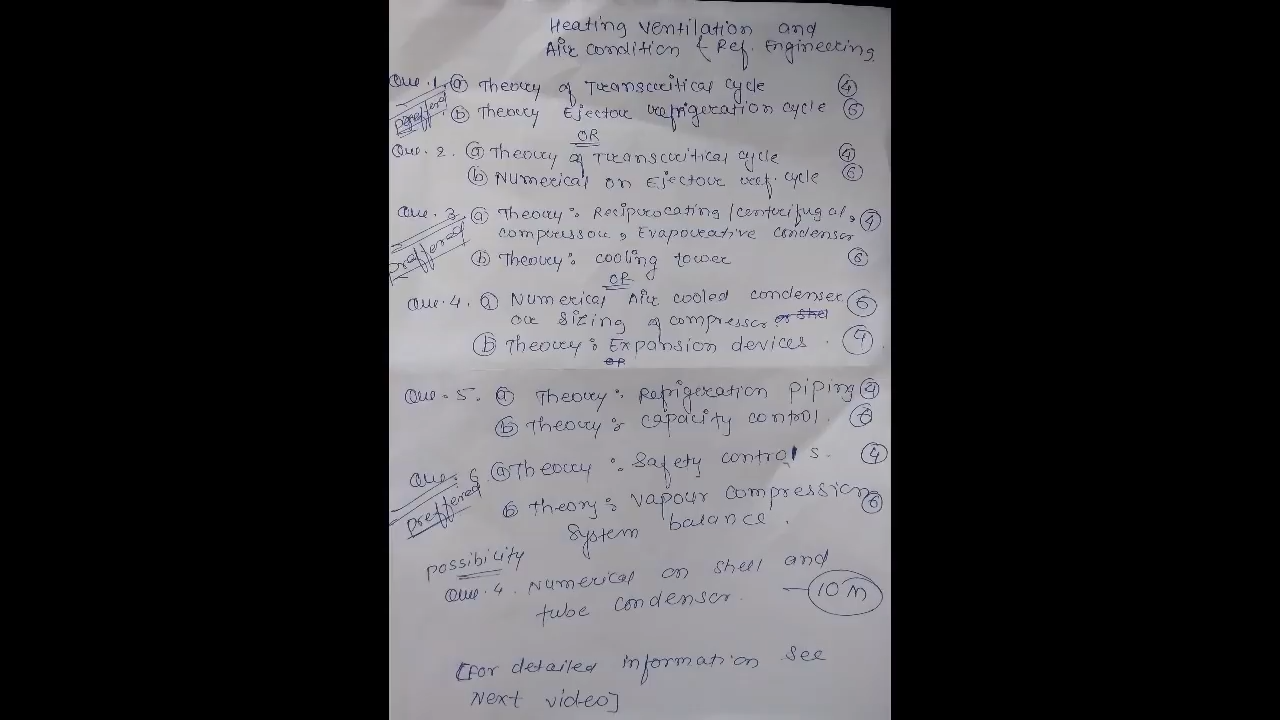 Heating Ventilation and
Air condition & Ref. Engineering
Que. 1. (a) Theory of Transcritical cycle (4)
preffered (b) Theory Ejector refrigeration cycle (6)
OR
Que. 2. (a) Theory of Transcritical cycle (4)
(b) Numerical on Ejector ref. cycle (6)
Que. 3 (a) Theory: Reciprocating/centrifugal, (4)
compressor, Evaporative condenser
preffered (b) Theory: cooling tower (6)
OR
Que. 4. (a) Numerical Air cooled condenser (6)
or sizing of compressor. or shel
(b) Theory: Expansion devices. (4)
OR
Que. 5. (a) Theory: Refrigeration piping (4)
(b) Theory: capacity control. (6)
Que. 6 (a) Theory: Safety controls. (4)
preffered (b) Theory: vapour compression (6)
system balance.
possibility
Que. 4. Numerical on shell and
tube condensor. - 10 M
[For detailed information see
Next video]